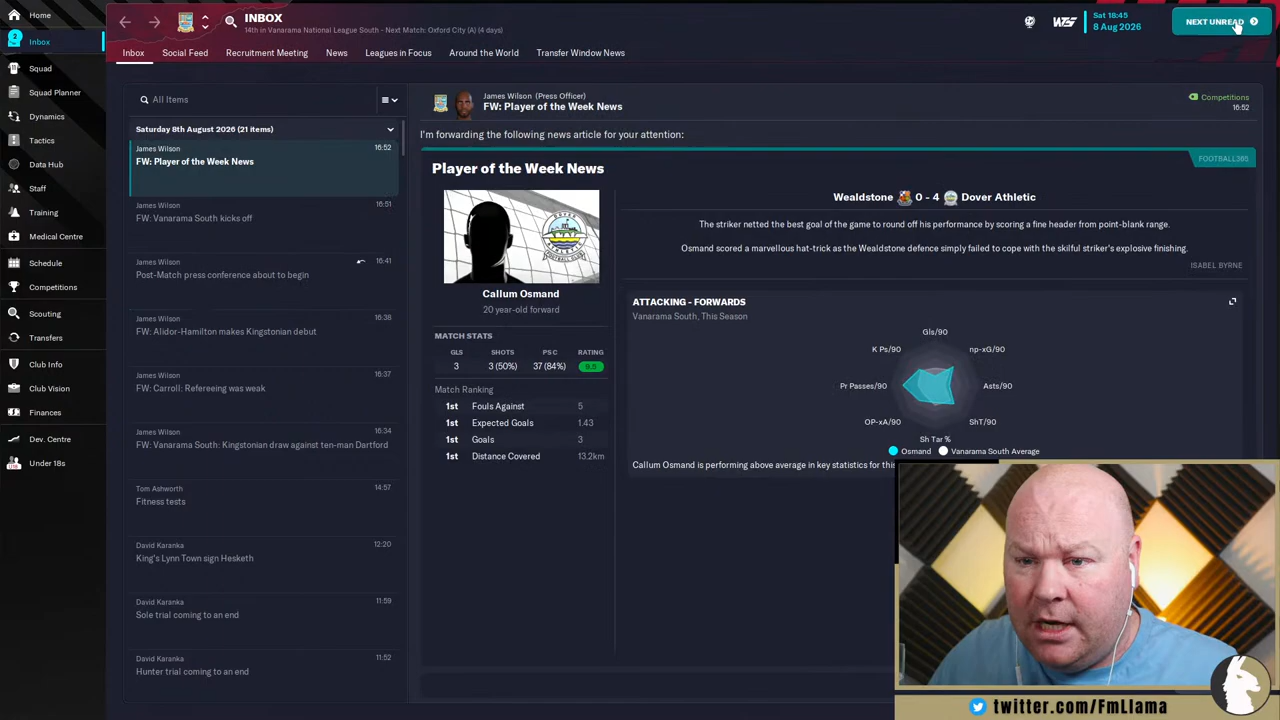 Home
INBOX
14th in Vanarama National League South - Next Match: Oxford City (A) (4 days)
Sat 18:45
8 Aug 2026
NEXT UNREAD
2
Inbox
Inbox
Social Feed
Recruitment Meeting
News
Leagues in Focus
Around the World
Transfer Window News
Squad
Squad Planner
Dynamics
Tactics
Data Hub
Staff
Training
Medical Centre
Schedule
Competitions
Scouting
Transfers
Club Info
Club Vision
Finances
Dev. Centre
Under 18s
All Items
Saturday 8th August 2026 (21 items)
James Wilson 16:52
FW: Player of the Week News
James Wilson 16:51
FW: Vanarama South kicks off
James Wilson 16:41
Post-Match press conference about to begin
James Wilson 16:38
FW: Alidor-Hamilton makes Kingstonian debut
James Wilson 16:37
FW: Carroll: Refereeing was weak
James Wilson 16:34
FW: Vanarama South: Kingstonian draw against ten-man Dartford
Tom Ashworth 14:57
Fitness tests
David Karanka 12:20
King's Lynn Town sign Hesketh
David Karanka 11:59
Sole trial coming to an end
David Karanka 11:52
Hunter trial coming to an end
James Wilson (Press Officer)
FW: Player of the Week News
Competitions
16:52
I'm forwarding the following news article for your attention:
FOOTBALL365
Player of the Week News
Callum Osmand
20 year-old forward
MATCH STATS
GLS SHOTS PSC RATING
3 3 (50%) 37 (84%) 9.5
Match Ranking
1st Fouls Against 5
1st Expected Goals 1.43
1st Goals 3
1st Distance Covered 13.2km
Wealdstone 0 - 4 Dover Athletic
The striker netted the best goal of the game to round off his performance by scoring a fine header from point-blank range.
Osmand scored a marvellous hat-trick as the Wealdstone defence simply failed to cope with the skilful striker's explosive finishing.
ISABEL BYRNE
ATTACKING - FORWARDS
Vanarama South, This Season
Gls/90
K Ps/90
np-xG/90
Pr Passes/90
Asts/90
OP-xA/90
ShT/90
Sh Tar %
Osmand
Vanarama South Average
Callum Osmand is performing above average in key statistics for this
twitter.com/FmLlama